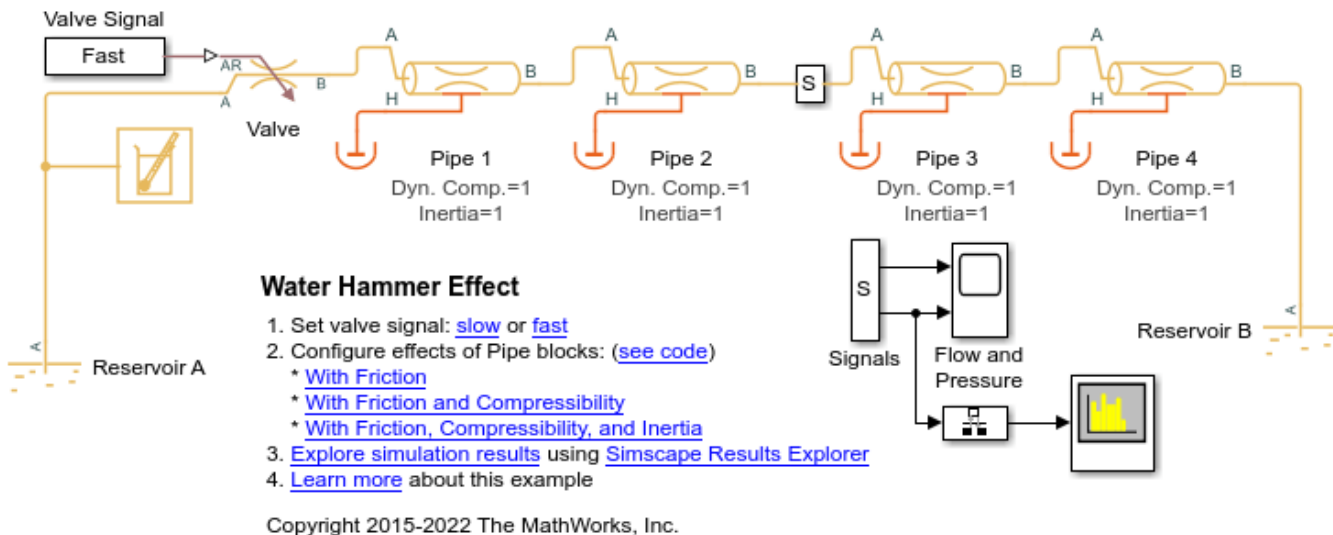 Valve Signal
Fast
AR
A
B
Valve
A
B
H
Pipe 1
Dyn. Comp.=1
Inertia=1
A
B
H
Pipe 2
Dyn. Comp.=1
Inertia=1
S
A
B
H
Pipe 3
Dyn. Comp.=1
Inertia=1
A
B
H
Pipe 4
Dyn. Comp.=1
Inertia=1
A
Reservoir A
A
Reservoir B
Water Hammer Effect
1. Set valve signal: slow or fast
2. Configure effects of Pipe blocks: (see code)
* With Friction
* With Friction and Compressibility
* With Friction, Compressibility, and Inertia
3. Explore simulation results using Simscape Results Explorer
4. Learn more about this example
Copyright 2015-2022 The MathWorks, Inc.
S
Signals
Flow and
Pressure